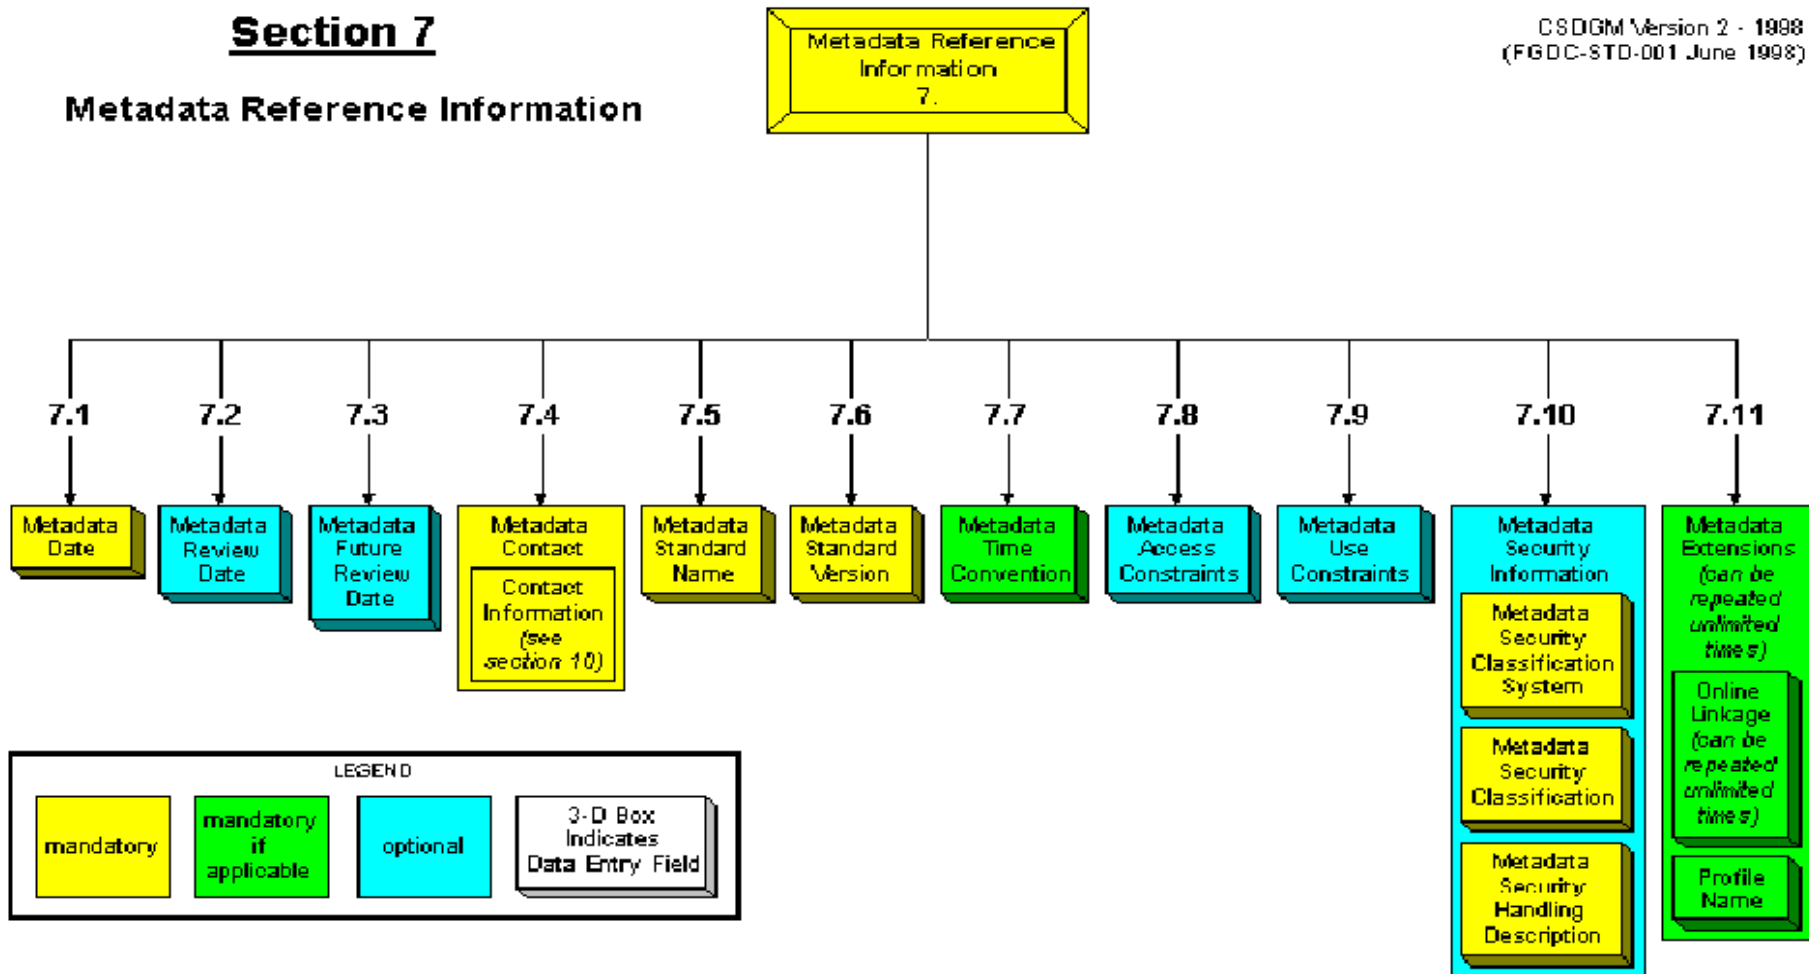 Section 7
Metadata Reference Information
Metadata Reference
Information
7.
CSDGM Version 2 - 1998
(FGDC-STD-001 June 1998)
7.1
7.2
7.3
7.4
7.5
7.6
7.7
7.8
7.9
7.10
7.11
Metadata
Date
Metadata
Review
Date
Metadata
Future
Review
Date
Metadata
Contact
Contact
Information
(see
section 10)
Metadata
Standard
Name
Metadata
Standard
Version
Metadata
Time
Convention
Metadata
Access
Constraints
Metadata
Use
Constraints
Metadata
Security
Information
Metadata
Security
Classification
System
Metadata
Security
Classification
Metadata
Security
Handling
Description
Metadata
Extensions
(can be
repeated
unlimited
times)
Online
Linkage
(can be
repeated
unlimited
times)
Profile
Name
LEGEND
mandatory
mandatory
if
applicable
optional
3-D Box
Indicates
Data Entry Field